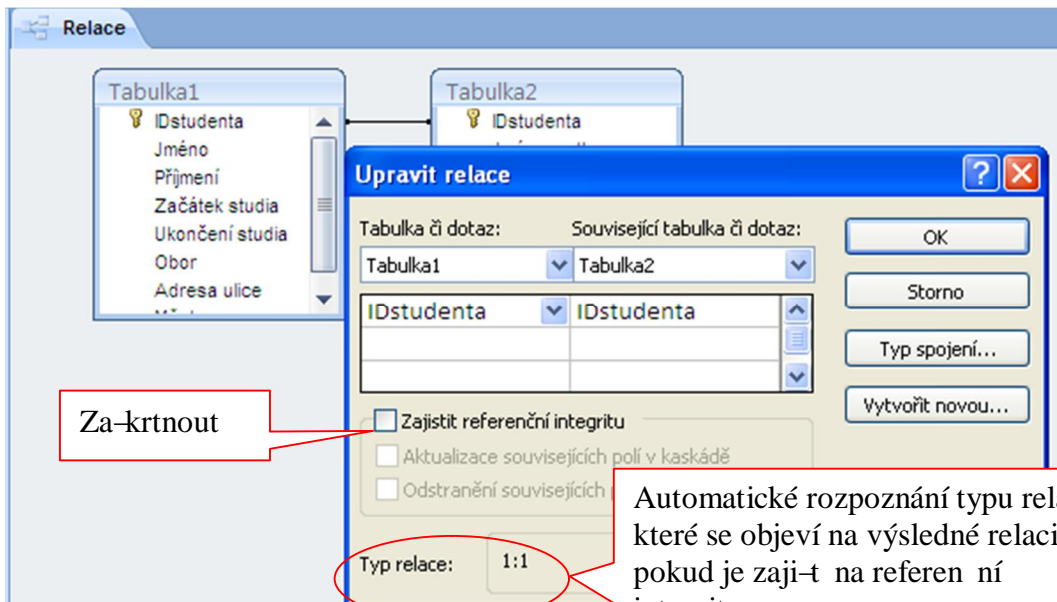 Relace
Tabulka1
IDstudenta
Jméno
Příjmení
Začátek studia
Ukončení studia
Obor
Adresa ulice
Tabulka2
IDstudenta
Upravit relace
Tabulka či dotaz:
Související tabulka či dotaz:
Tabulka1
Tabulka2
IDstudenta
IDstudenta
OK
Storno
Typ spojení...
Vytvořit novou...
Za–krtnout
Zajistit referenční integritu
Aktualizace souvisejících polí v kaskádě
Odstranění souvisejících
Typ relace:
1:1
Automatické rozpoznání typu rel
které se objeví na výsledné relaci
pokud je zaji–t na referen ní